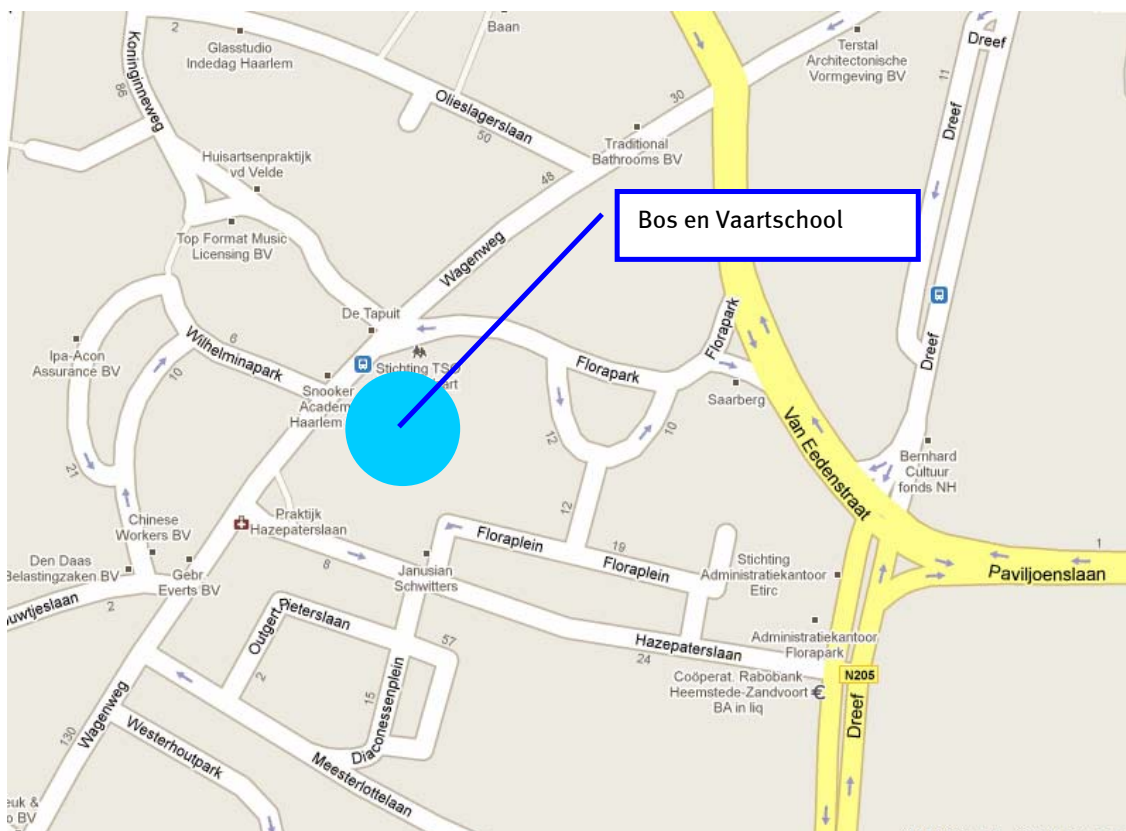 2
Glasstudio
Indedag Haarlem
Baan
Terstal
Architectonische
Vormgeving BV
Dreef
11
Dreef
Koninginneweg
86
Olieslagerslaan
50
30
Traditional
Bathrooms BV
Huisartsenpraktijk
vd Velde
48
Bos en Vaartschool
Top Format Music
Licensing BV
Wagenweg
De Tapuit
Ipa-Acon
Assurance BV
Wilhelminapark
6
10
Stichting TSO
Florapark
Florapark
Dreef
Snooker
Academ
Haarlem
Saarberg
12
10
Van Eedenstraat
21
Bernhard
Cultuur
fonds NH
Praktijk
Hazepaterslaan
12
Chinese
Workers BV
Floraplein
19
Floraplein
Stichting
Administratiekantoor
Etirc
1
Paviljoenslaan
Den Daas
Belastingzaken BV
Gebr
Everts BV
8
Janusian
Schwitters
2
Pieterslaan
Outgert
57
Hazepaterslaan
24
Administratiekantoor
Florapark
Coöperat. Rabobank
Heemstede-Zandvoort
BA in liq
€
N205
2
15
Diaconessenplein
Dreef
Wagenweg
130
Westerhoutpark
Meesterlottelaan